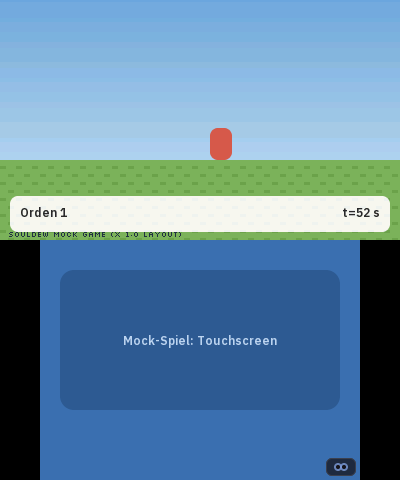 Orden 1
t=52 s
SOULDEW MOCK GAME (X 1.0 LAYOUT)
Mock-Spiel: Touchscreen